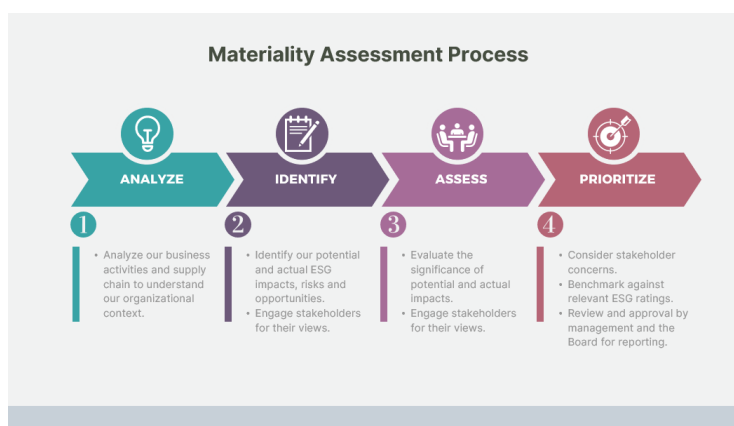 Materiality Assessment Process
ANALYZE
IDENTIFY
ASSESS
PRIORITIZE
1
• Analyze our business
activities and supply
chain to understand
our organizational
context.
2
• Identify our potential
and actual ESG
impacts, risks and
opportunities.
• Engage stakeholders
for their views.
3
• Evaluate the
significance of
potential and actual
impacts.
• Engage stakeholders
for their views.
4
• Consider stakeholder
concerns.
• Benchmark against
relevant ESG ratings.
• Review and approval by
management and the
Board for reporting.